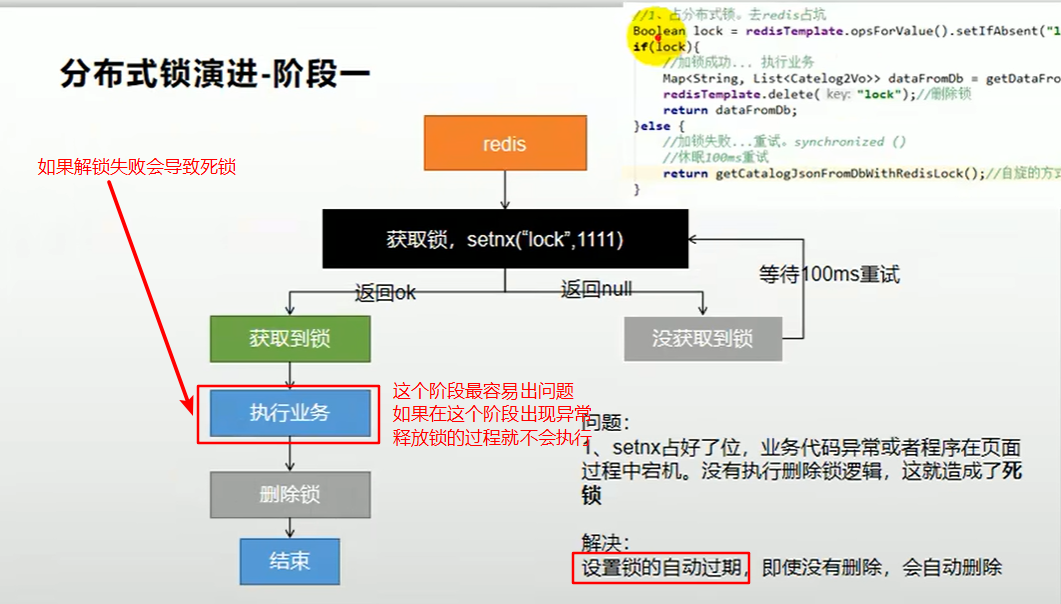 分布式锁演进-阶段一
//1、占分布式锁。去redis占坑
Boolean lock = redisTemplate.opsForValue().setIfAbsent("l
if(lock){
//加锁成功... 执行业务
Map<String, List<Catelog2Vo>> dataFromDb = getDataFro
redisTemplate.delete( key: "lock");//删除锁
return dataFromDb;
}else {
//加锁失败...重试。synchronized ()
//休眠100ms重试
return getCatalogJsonFromDbWithRedisLock();//自旋的方式
}
如果解锁失败会导致死锁
redis
获取锁，setnx(“lock”,1111)
返回ok
返回null
等待100ms重试
获取到锁
没获取到锁
执行业务
这个阶段最容易出问题
如果在这个阶段出现异常
释放锁的过程就不会执行
删除锁
结束
问题：
1、setnx占好了位，业务代码异常或者程序在页面
过程中宕机。没有执行删除锁逻辑，这就造成了死
锁
解决：
设置锁的自动过期，即使没有删除，会自动删除